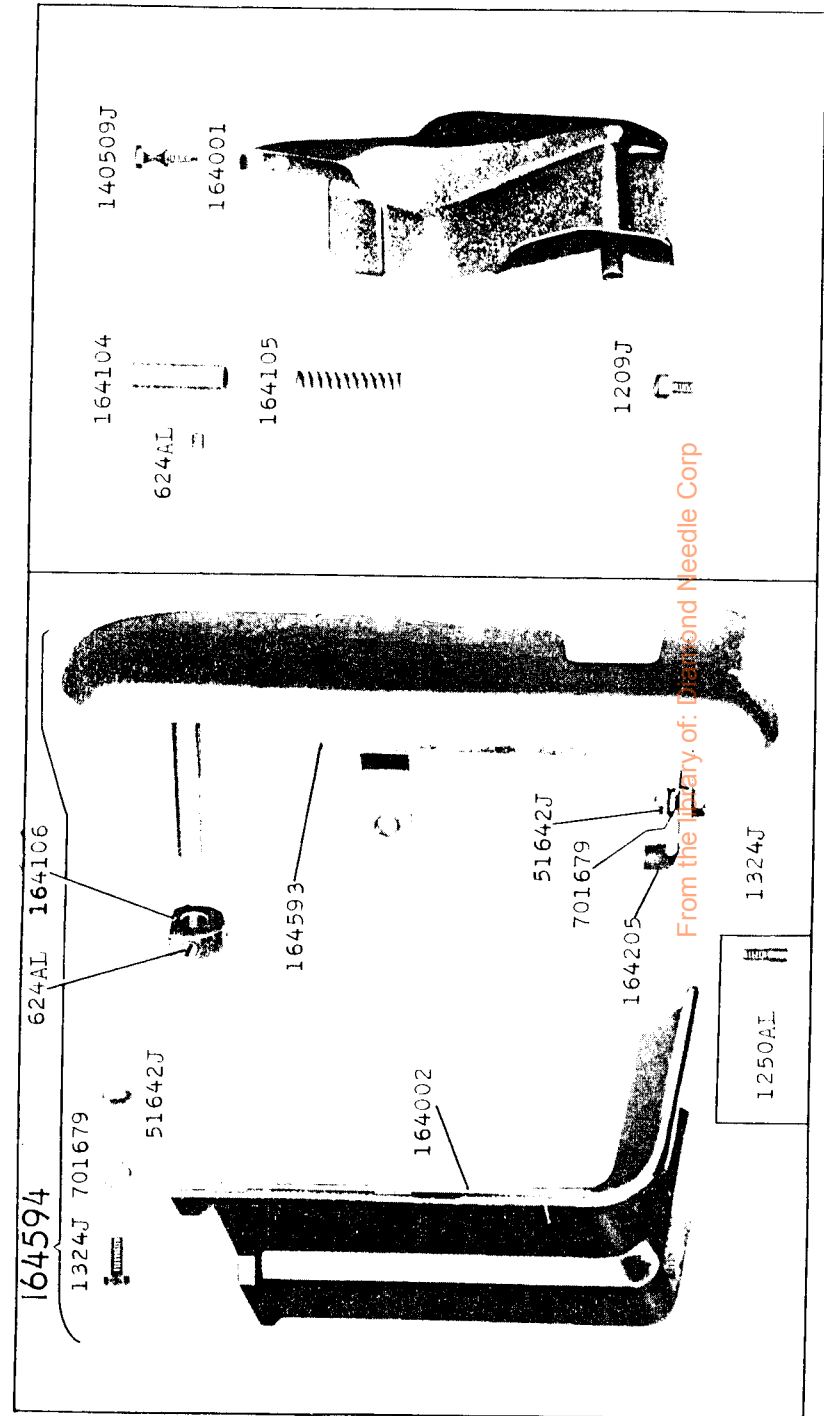 164594
1324J 701679
51642J
624AL 164106
164593
164002
51642J
701679
164205
1324J
1250AL
164104
624AL
164105
140509J
164001
1209J
From the library of: Diamond Needle Corp